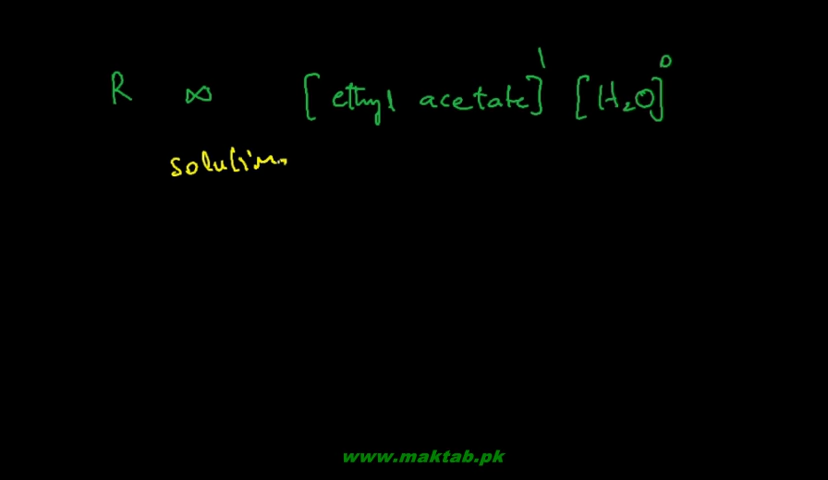 R ∝ [ethyl acetate]¹ [H₂O]⁰
solution
www.maktab.pk